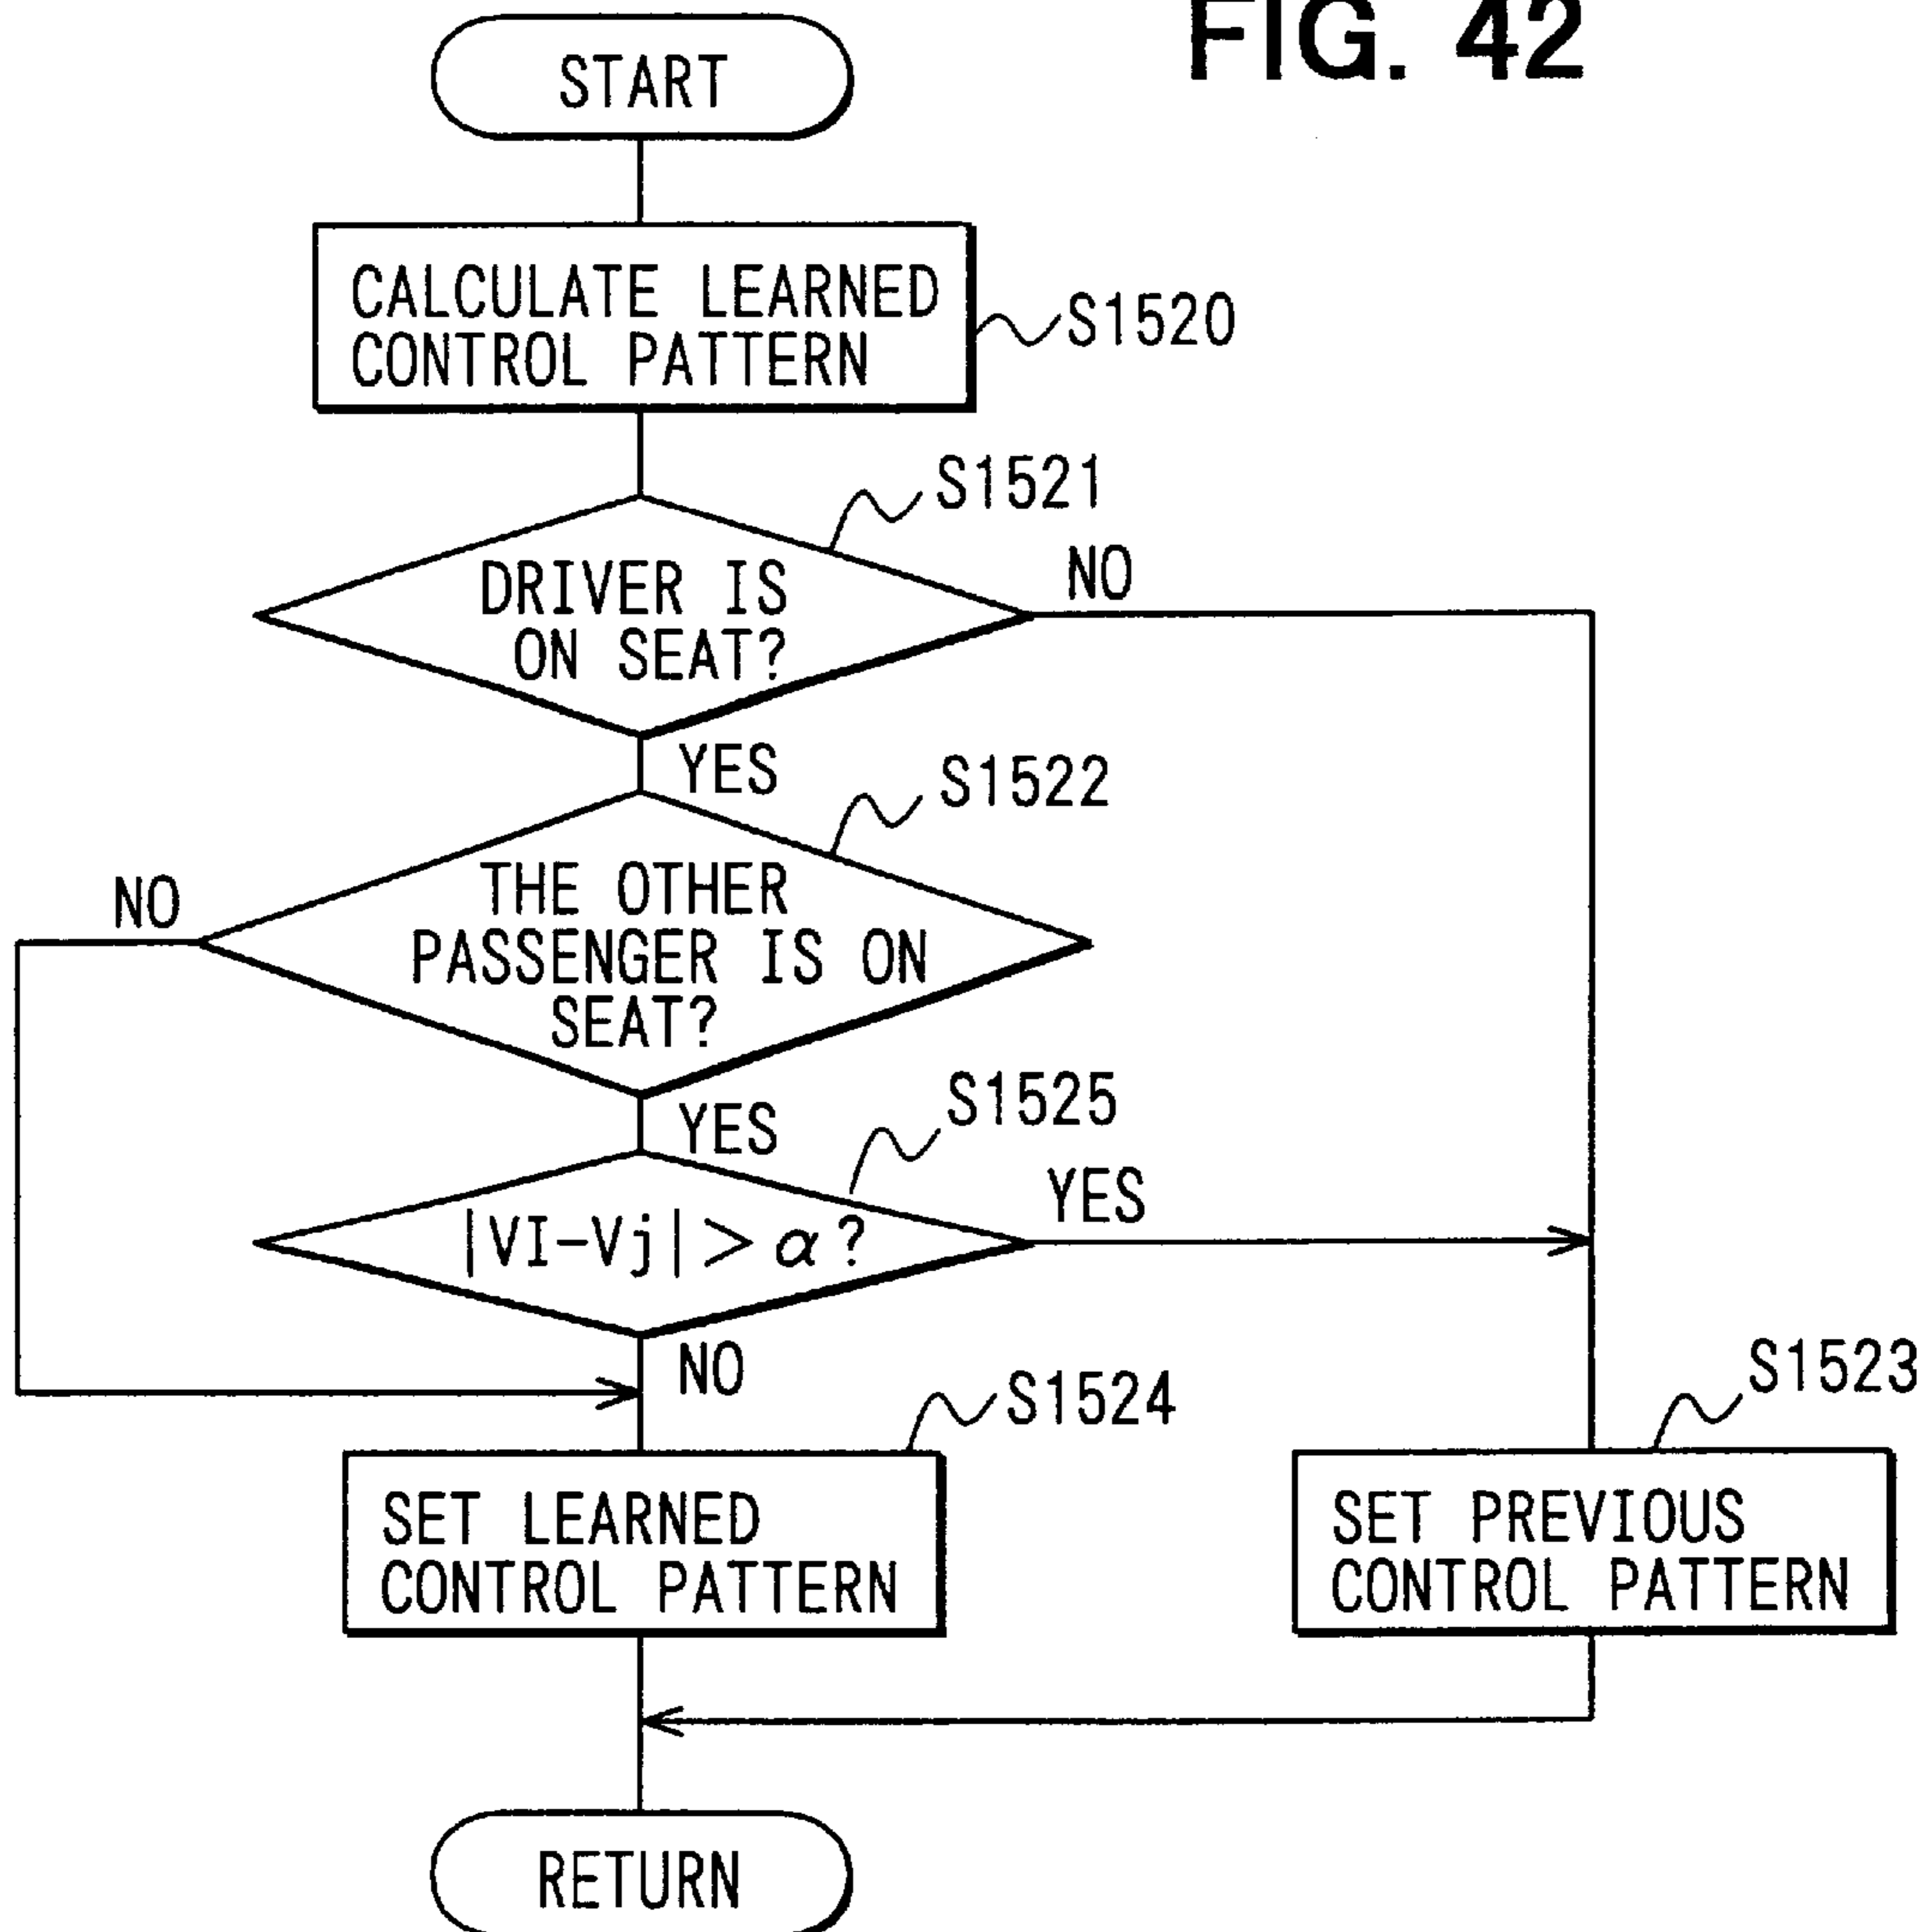 FIG. 42
START
CALCULATE LEARNED
CONTROL PATTERN
S1520
S1521
DRIVER IS
ON SEAT?
NO
YES
S1522
THE OTHER
PASSENGER IS ON
SEAT?
NO
YES
S1525
|VI-Vj|>α?
YES
NO
S1524
SET LEARNED
CONTROL PATTERN
S1523
SET PREVIOUS
CONTROL PATTERN
RETURN